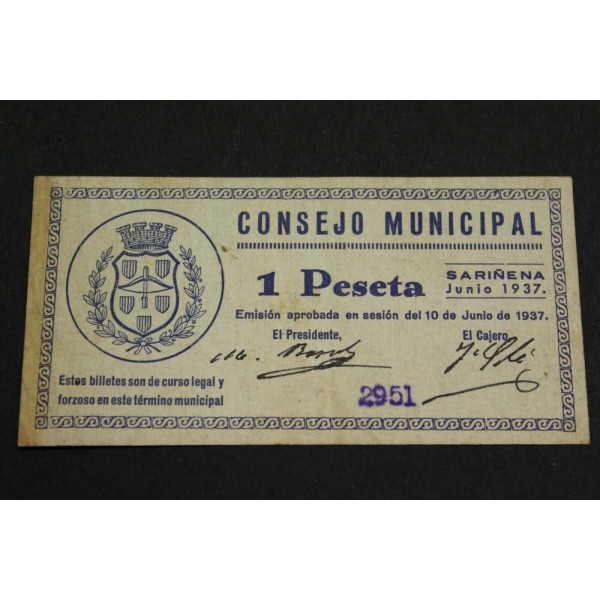 CONSEJO MUNICIPAL
1 Peseta
SARIÑENA
Junio 1937.
Emisión aprobada en sesión del 10 de Junio de 1937.
El Presidente,
El Cajero,
Estos billetes son de curso legal y
forzoso en este término municipal
2951